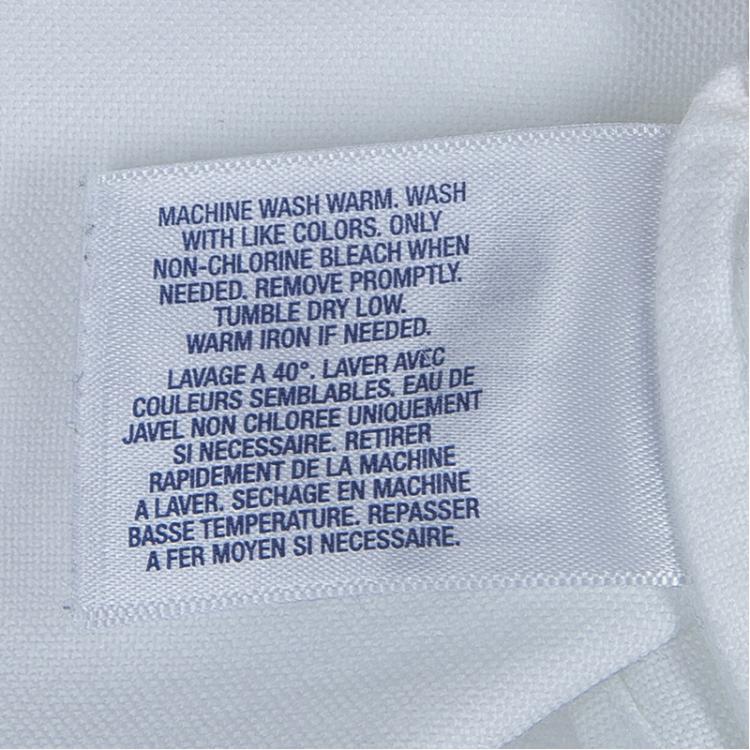 MACHINE WASH WARM. WASH
WITH LIKE COLORS. ONLY
NON-CHLORINE BLEACH WHEN
NEEDED. REMOVE PROMPTLY.
TUMBLE DRY LOW.
WARM IRON IF NEEDED.
LAVAGE A 40°. LAVER AVEC
COULEURS SEMBLABLES. EAU DE
JAVEL NON CHLOREE UNIQUEMENT
SI NECESSAIRE. RETIRER
RAPIDEMENT DE LA MACHINE
A LAVER. SECHAGE EN MACHINE
BASSE TEMPERATURE. REPASSER
A FER MOYEN SI NECESSAIRE.